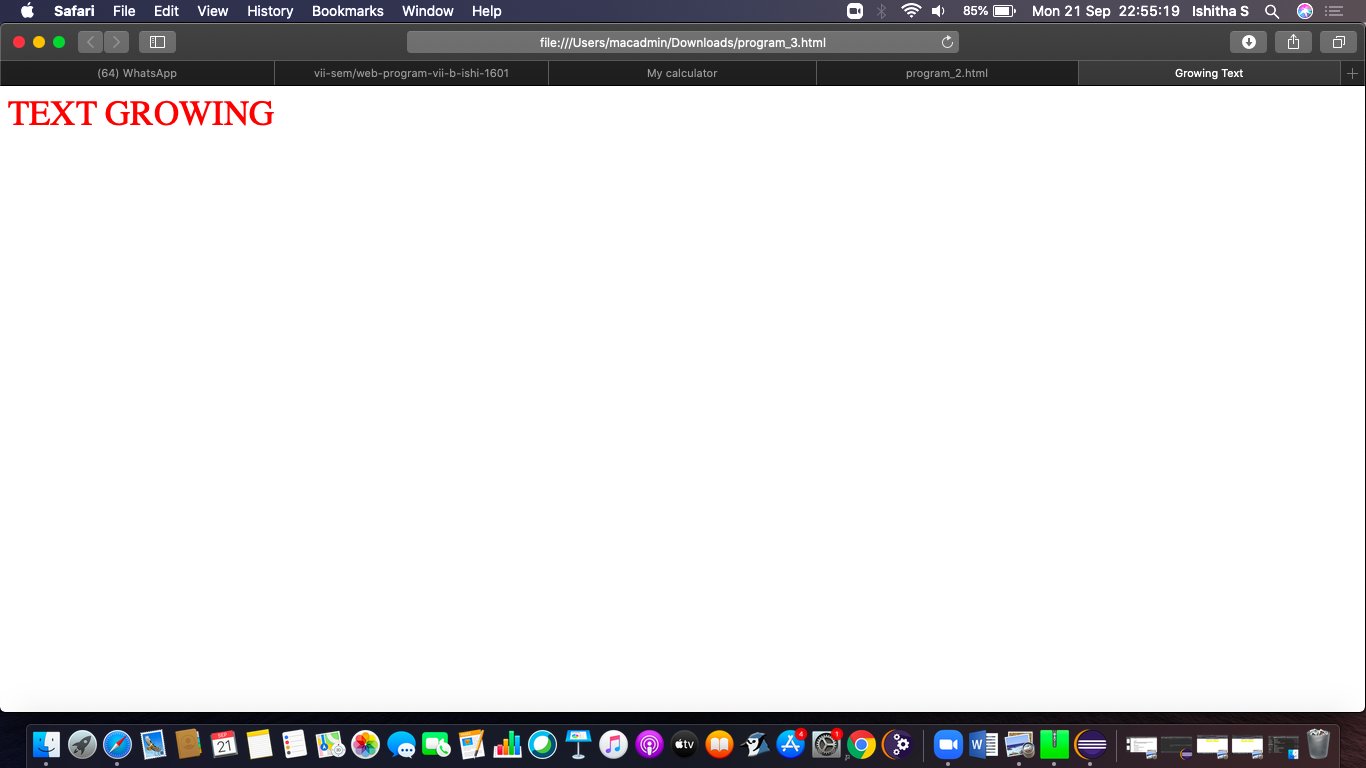 Safari File Edit View History Bookmarks Window Help 85% Mon 21 Sep 22:55:19 Ishitha S
file:///Users/macadmin/Downloads/program_3.html
(64) WhatsApp vii-sem/web-program-vii-b-ishi-1601 My calculator program_2.html Growing Text
TEXT GROWING
SEP
21
tv
4
1
W